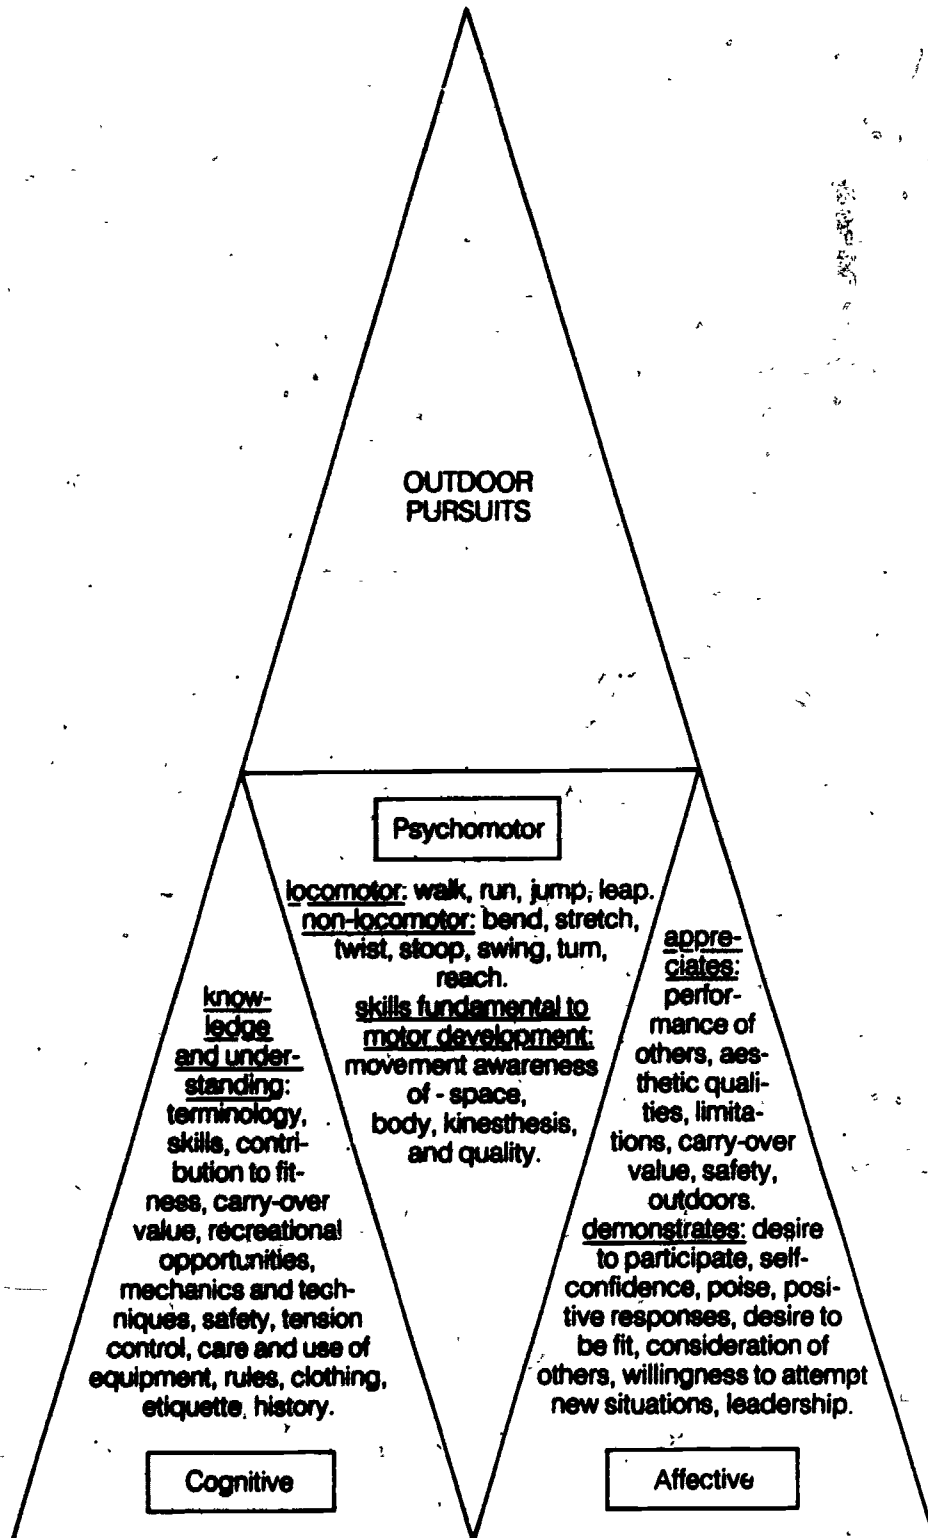 OUTDOOR
PURSUITS
Psychomotor
locomotor: walk, run, jump, leap.
non-locomotor: bend, stretch,
twist, stoop, swing, turn,
reach.
skills fundamental to
motor development:
movement awareness
of - space,
body, kinesthesis,
and quality.
know-
ledge
and under-
standing:
terminology,
skills, contri-
bution to fit-
ness, carry-over
value, recreational
opportunities,
mechanics and tech-
niques, safety, tension
control, care and use of
equipment, rules, clothing,
etiquette, history.
Cognitive
appre-
ciates:
perfor-
mance of
others, aes-
thetic quali-
ties, limita-
tions, carry-over
value, safety,
outdoors.
demonstrates: desire
to participate, self-
confidence, poise, posi-
tive responses, desire to
be fit, consideration of
others, willingness to attempt
new situations, leadership.
Affective